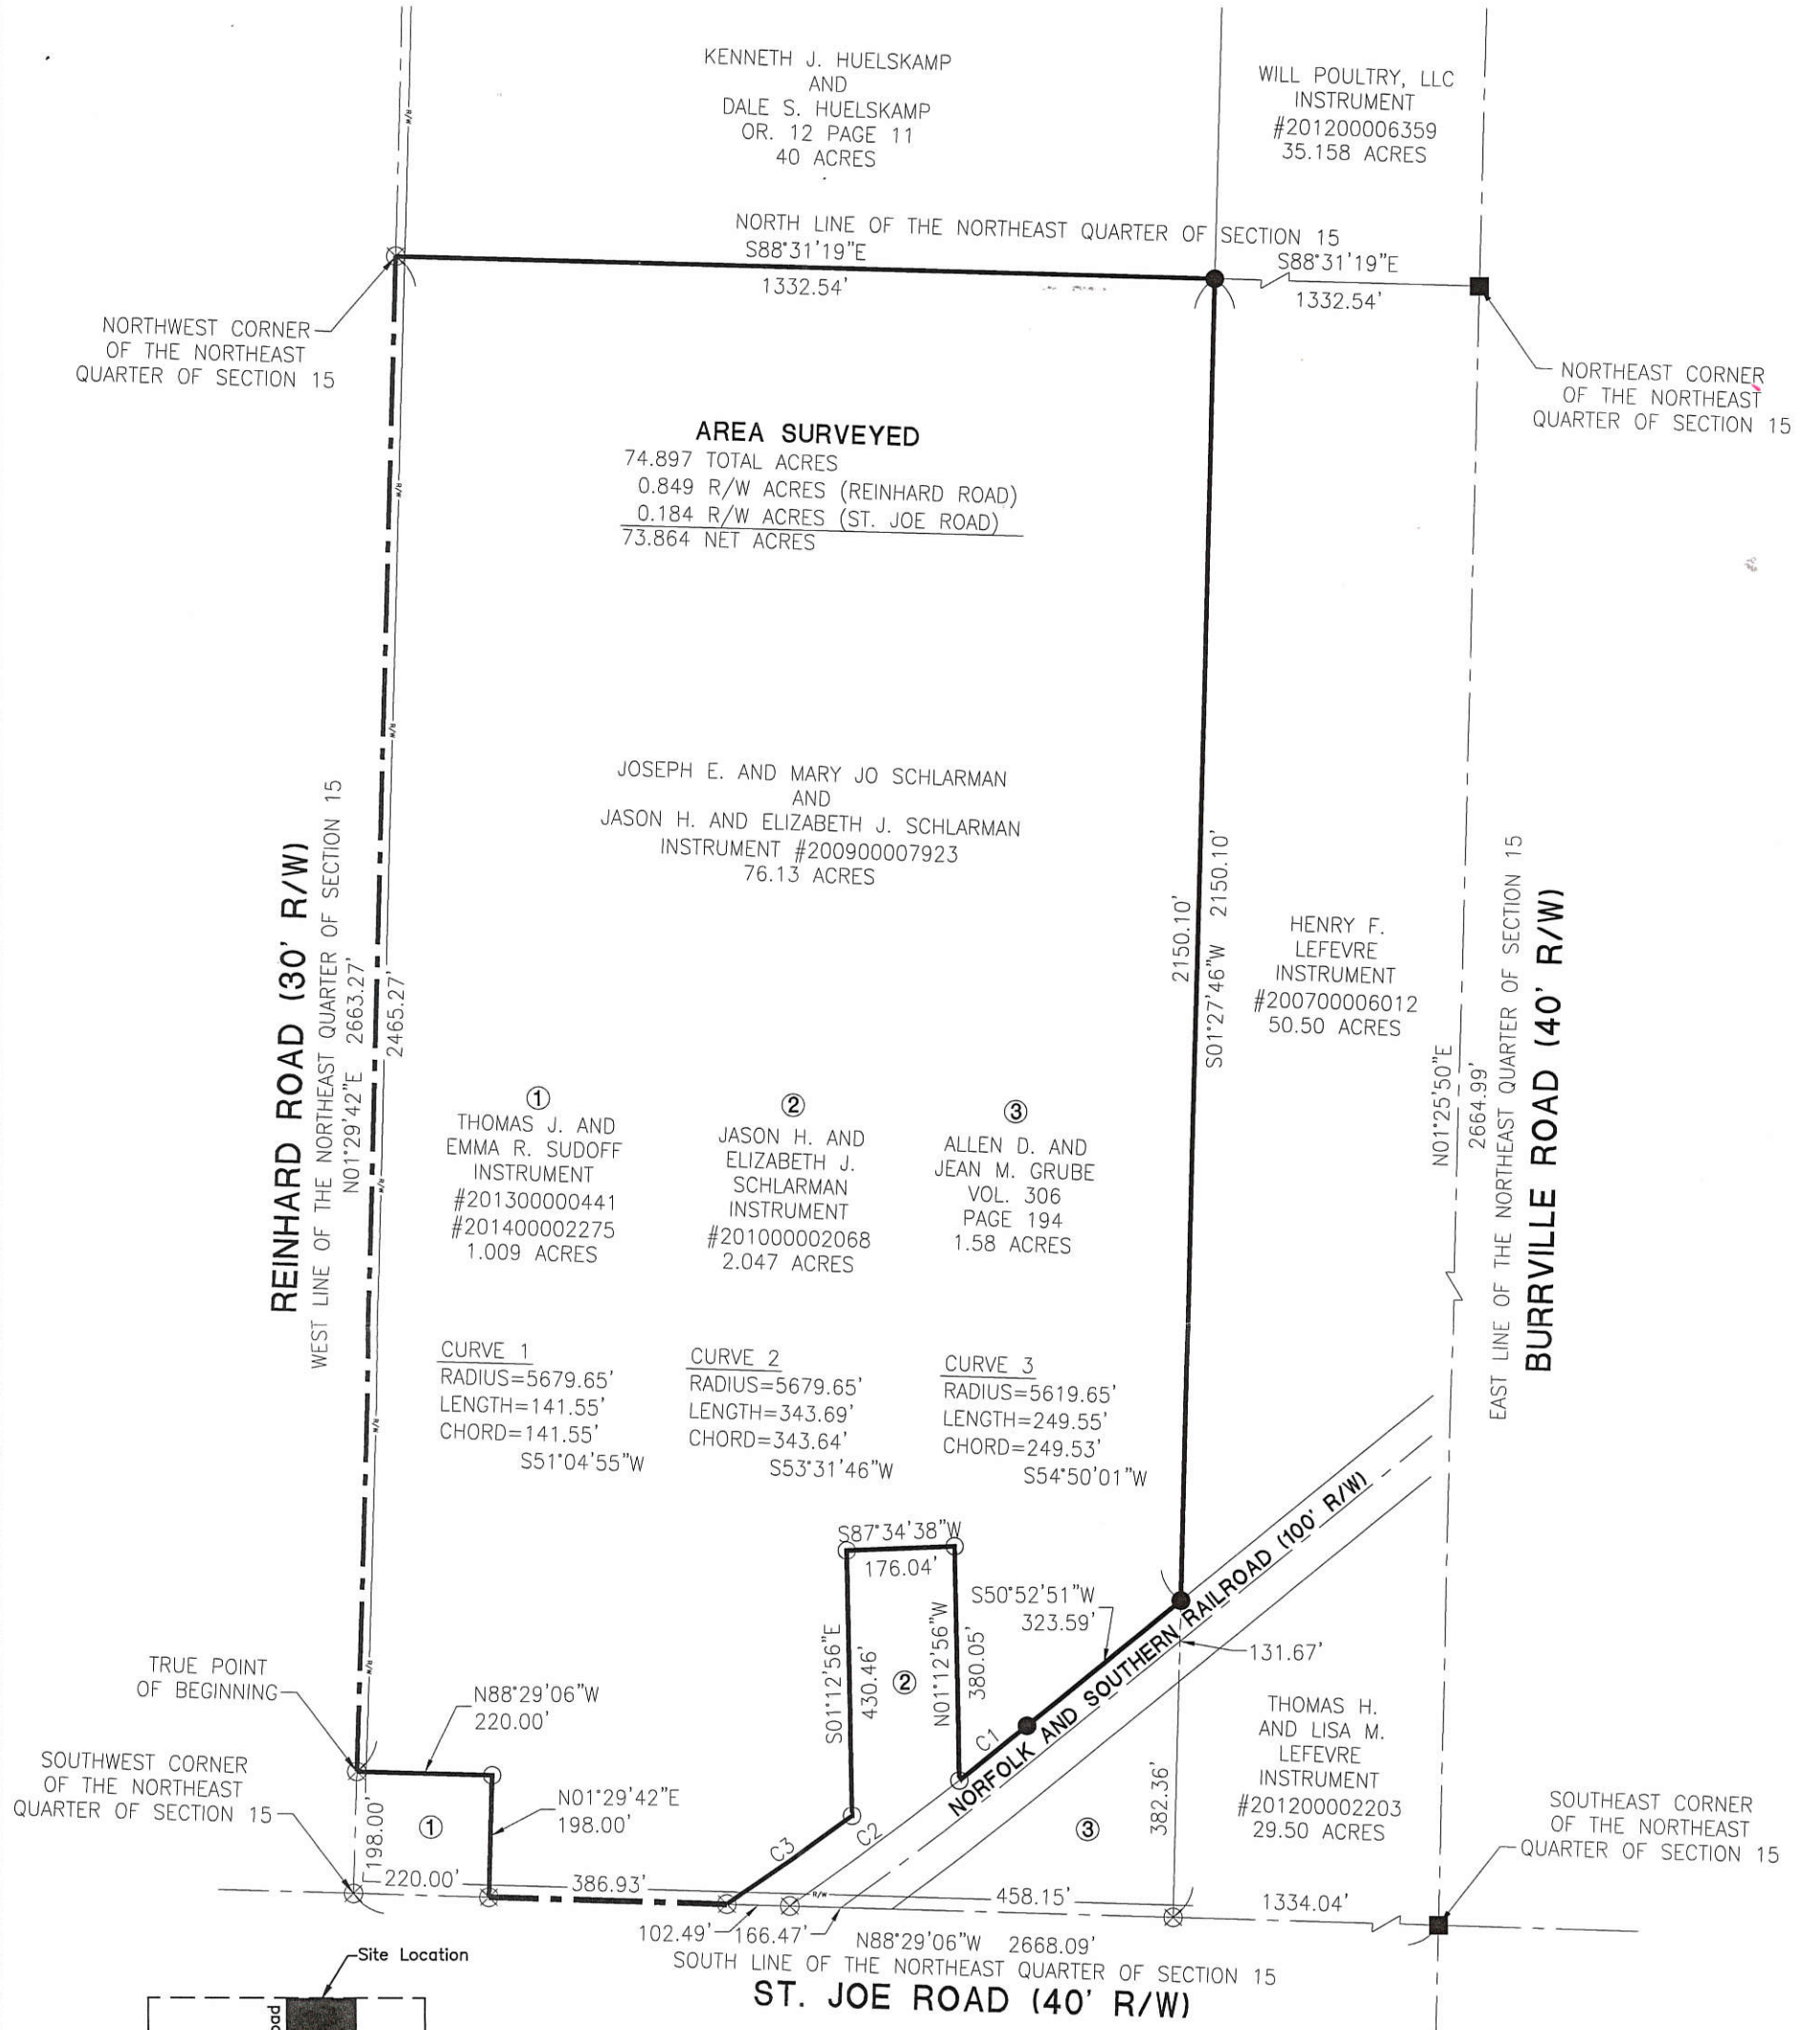 KENNETH J. HUELSKAMP
AND
DALE S. HUELSKAMP
OR. 12 PAGE 11
40 ACRES
WILL POULTRY, LLC
INSTRUMENT
#201200006359
35.158 ACRES
NORTH LINE OF THE NORTHEAST QUARTER OF SECTION 15
S88°31'19"E
1332.54'
S88°31'19"E
1332.54'
NORTHWEST CORNER
OF THE NORTHEAST
QUARTER OF SECTION 15
NORTHEAST CORNER
OF THE NORTHEAST
QUARTER OF SECTION 15
AREA SURVEYED
74.897 TOTAL ACRES
0.849 R/W ACRES (REINHARD ROAD)
0.184 R/W ACRES (ST. JOE ROAD)
73.864 NET ACRES
R/W
R/W
R/W
R/W
R/W
R/W
JOSEPH E. AND MARY JO SCHLARMAN
AND
JASON H. AND ELIZABETH J. SCHLARMAN
INSTRUMENT #200900007923
76.13 ACRES
REINHARD ROAD (30' R/W)
WEST LINE OF THE NORTHEAST QUARTER OF SECTION 15
N01°29'42"E 2663.27'
2465.27'
2150.10'
S01°27'46"W 2150.10'
HENRY F.
LEFEVRE
INSTRUMENT
#200700006012
50.50 ACRES
N01°25'50"E
2664.99'
EAST LINE OF THE NORTHEAST QUARTER OF SECTION 15
BURRVILLE ROAD (40' R/W)
1
THOMAS J. AND
EMMA R. SUDOFF
INSTRUMENT
#201300000441
#201400002275
1.009 ACRES
2
JASON H. AND
ELIZABETH J.
SCHLARMAN
INSTRUMENT
#201000002068
2.047 ACRES
3
ALLEN D. AND
JEAN M. GRUBE
VOL. 306
PAGE 194
1.58 ACRES
CURVE 1
RADIUS=5679.65'
LENGTH=141.55'
CHORD=141.55'
S51°04'55"W
CURVE 2
RADIUS=5679.65'
LENGTH=343.69'
CHORD=343.64'
S53°31'46"W
CURVE 3
RADIUS=5619.65'
LENGTH=249.55'
CHORD=249.53'
S54°50'01"W
S87°34'38"W
176.04'
S01°12'56"E
430.46'
2
N01°12'56"W
380.05'
S50°52'51"W
323.59'
NORFOLK AND SOUTHERN RAILROAD (100' R/W)
131.67'
TRUE POINT
OF BEGINNING
N88°29'06"W
220.00'
SOUTHWEST CORNER
OF THE NORTHEAST
QUARTER OF SECTION 15
N01°29'42"E
198.00'
198.00'
1
C1
C2
C3
3
382.36'
THOMAS H.
AND LISA M.
LEFEVRE
INSTRUMENT
#201200002203
29.50 ACRES
SOUTHEAST CORNER
OF THE NORTHEAST
QUARTER OF SECTION 15
220.00'
386.93'
R/W
458.15'
1334.04'
102.49'
166.47'
N88°29'06"W 2668.09'
SOUTH LINE OF THE NORTHEAST QUARTER OF SECTION 15
ST. JOE ROAD (40' R/W)
Site Location